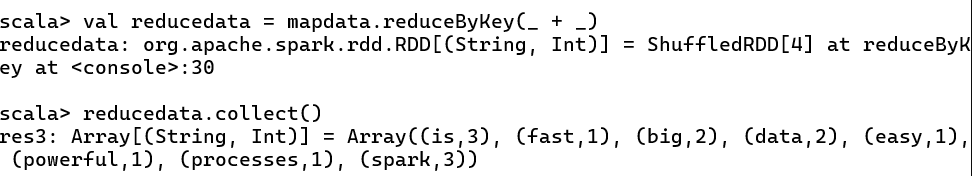 scala> val reducedata = mapdata.reduceByKey(_ + _)
reducedata: org.apache.spark.rdd.RDD[(String, Int)] = ShuffledRDD[4] at reduceByK
ey at <console>:30
scala> reducedata.collect()
res3: Array[(String, Int)] = Array((is,3), (fast,1), (big,2), (data,2), (easy,1),
 (powerful,1), (processes,1), (spark,3))